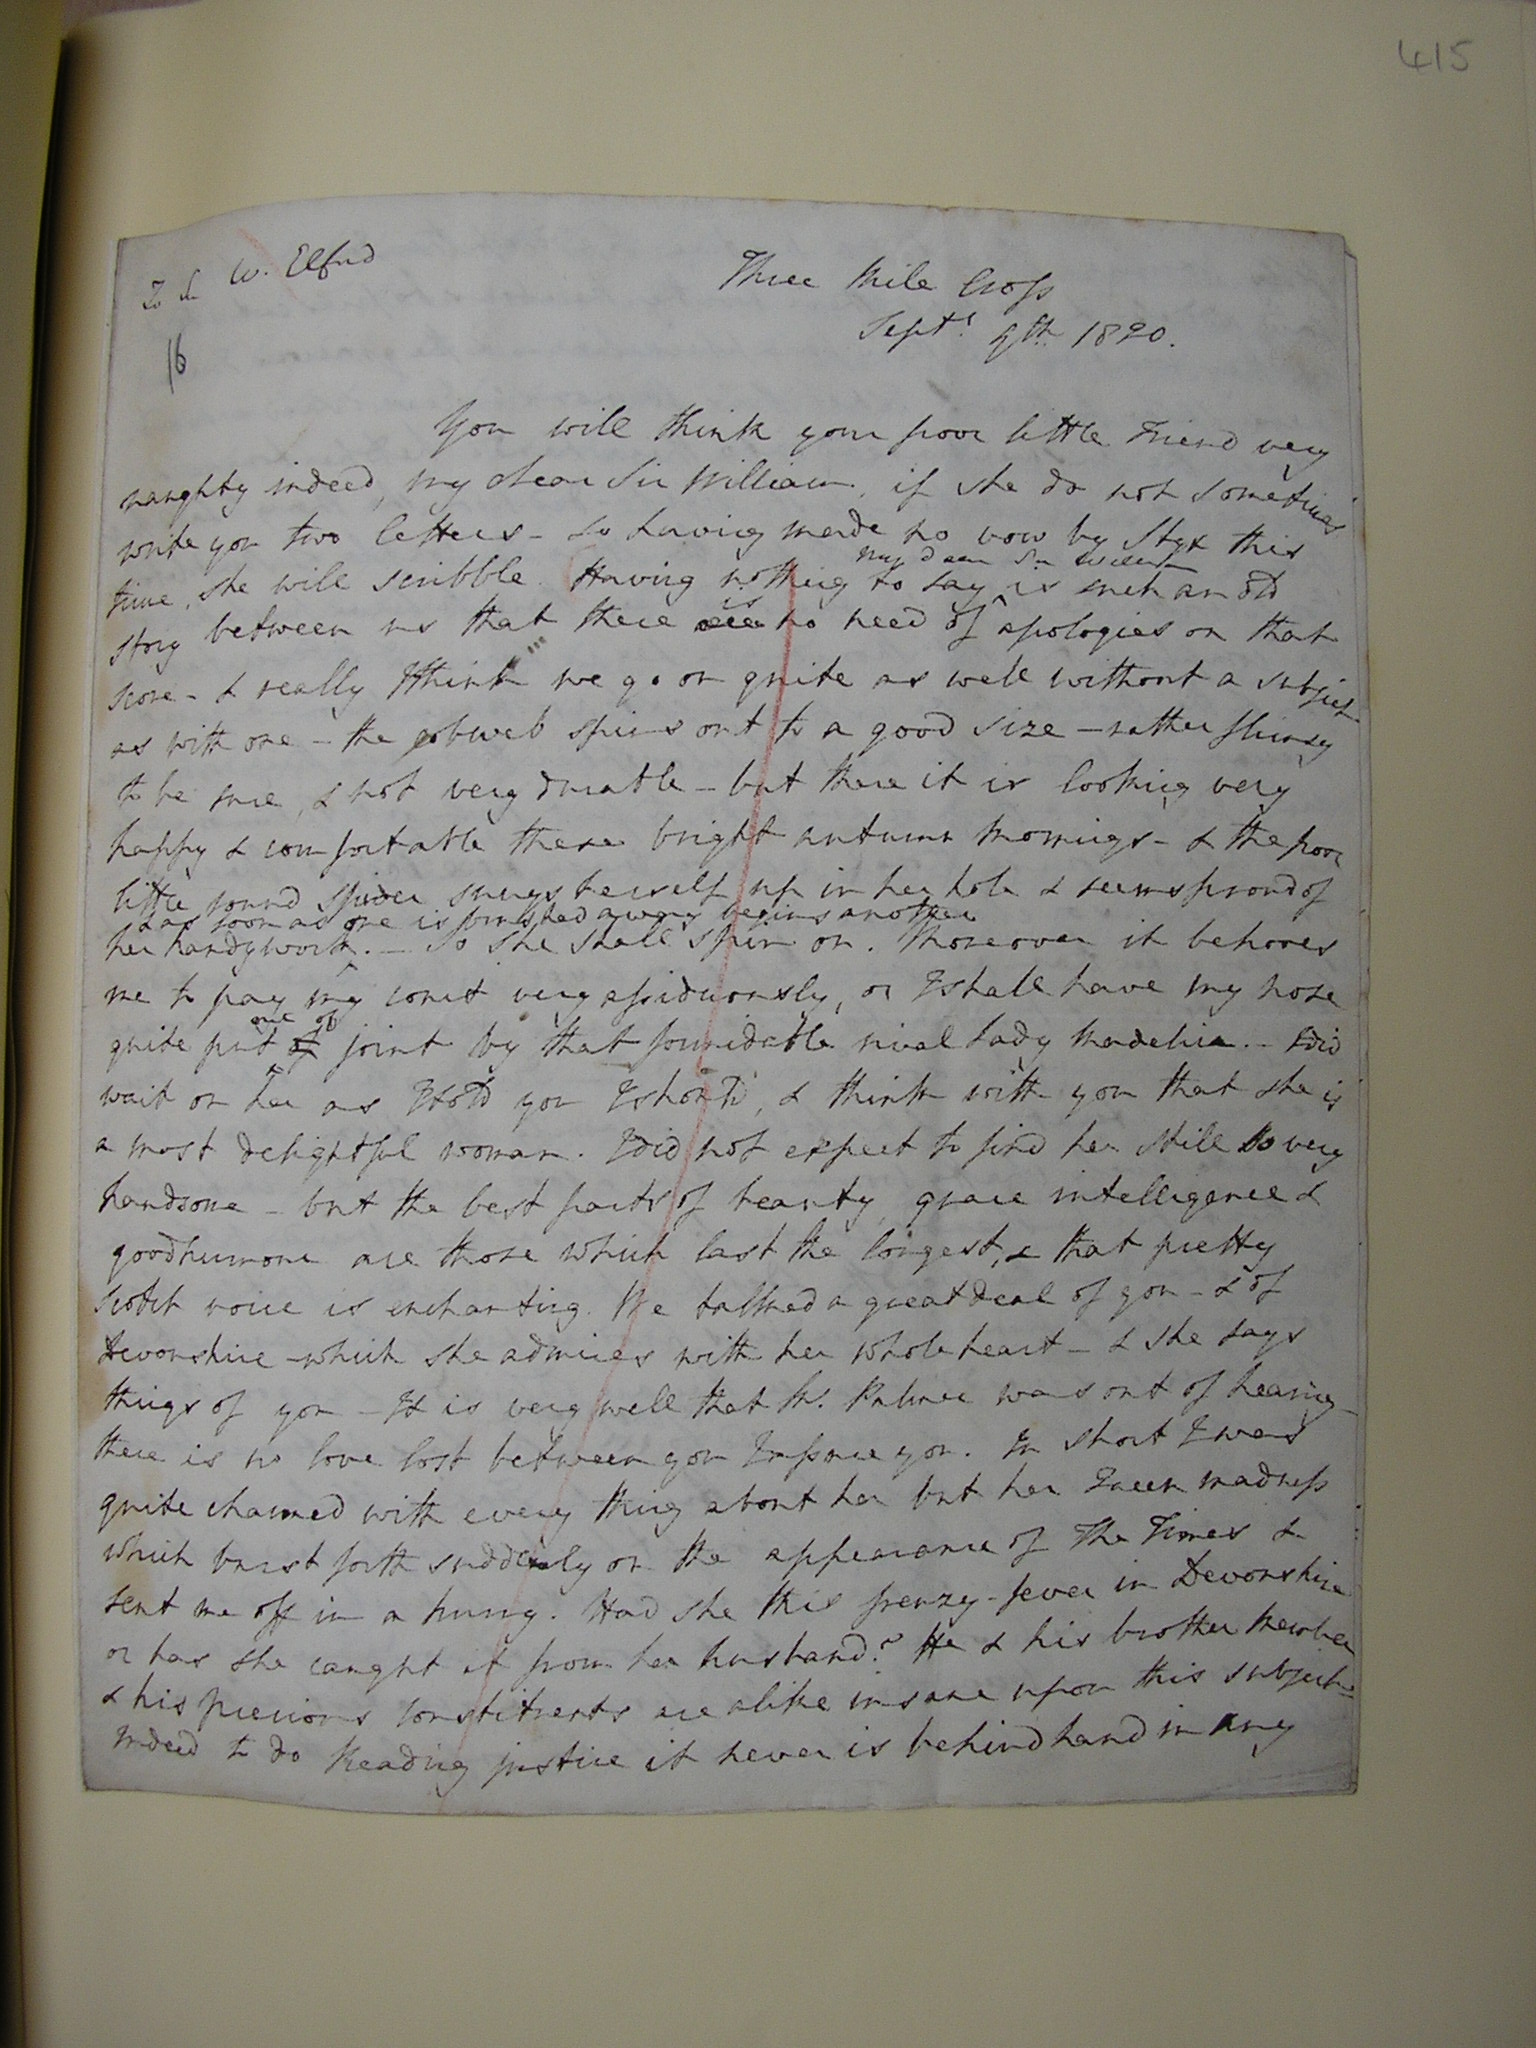 415
To Sir W. Elford
Three Mile Cross
Septr. 9th. 1820.
16
You will think your poor little Friend very
naughty indeed, my dear Sir William, if she do not sometimes
write you two letters - so having made no vow by Styx this
time, she will scribble. Having nothing to say is such an old
my dear Sir William
story between us that there is no need of apologies on that
score - & really I think we go on quite as well without a subject
as with one - the cobweb spins out to a good size - rather flimsy
to be sure, & not very durable - but there it is looking very
happy & comfortable these bright autumn mornings - & the poor
little round spider snugs herself up in her hole & seems proud of
& as soon as one is brushed away begins another
her handywork. - So she shall spin on. Moreover it behoves
me to pay my court very assiduously, or I shall have my nose
quite put out of joint by that formidable rival Lady Madelina. - I did
wait on her as I told you I should, & think with you that she is
a most delightful woman. I did not expect to find her still so very
handsome - but the best parts of beauty, grace intelligence &
goodhumour are those which last the longest, & that pretty
Scotch voice is enchanting. We talked a great deal of you - & of
Devonshire - which she admires with her whole heart - & she says
things of you - It is very well that Mr. Palmer was out of hearing -
there is no love lost between you I assure you. In short I was
quite charmed with every thing about her but her Queen madness
which burst forth suddenly on the appearance of The Times &
sent me off in a hurry. Had she this frenzy-fever in Devonshire
or has she caught it from her husband? He & his brother Member
& his precious Constituents are alike insane upon this subject -
indeed to do Reading justice it never is behind hand in any